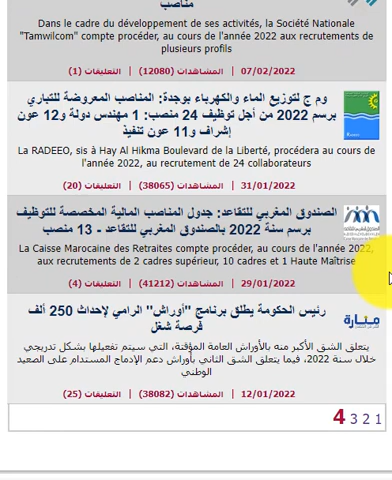 مناصب
Dans le cadre du développement de ses activités, la Société Nationale
"Tamwilcom" compte procéder, au cours de l'année 2022 aux recrutements de
plusieurs profils
07/02/2022 | المشاهدات (12080) | التعليقات (1)
وم ج لتوزيع الماء والكهرباء بوجدة: المناصب المعروضة للتباري
برسم 2022 من أجل توظيف 24 منصب: 1 مهندس دولة و12 عون
إشراف و11 عون تنفيذ
La RADEEO, sis à Hay Al Hikma Boulevard de la Liberté, procédera au cours de
l'année 2022, au recrutement de 24 collaborateurs
31/01/2022 | المشاهدات (38065) | التعليقات (20)
الصندوق المغربي للتقاعد: جدول المناصب المالية المخصصة للتوظيف
برسم سنة 2022 بالصندوق المغربي للتقاعد - 13 منصب
La Caisse Marocaine des Retraites compte procéder, au cours de l'année 2022,
aux recrutements de 2 cadres supérieur, 10 cadres et 1 Haute Maîtrise
29/01/2022 | المشاهدات (41212) | التعليقات (4)
رئيس الحكومة يطلق برنامج "أوراش" الرامي لإحداث 250 ألف
فرصة شغل
يتعلق الشق الأكبر منه بالأوراش العامة المؤقتة، التي سيتم تفعيلها بشكل تدريجي
خلال سنة 2022، فيما يتعلق الشق الثاني بأوراش دعم الإدماج المستدام على الصعيد
الوطني
12/01/2022 | المشاهدات (38082) | التعليقات (25)
4 3 2 1